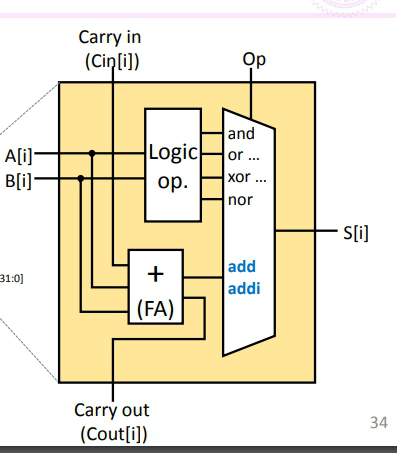 Carry in
(Cin[i])
Op
A[i]
B[i]
Logic
op.
and
or ...
xor ...
nor
S[i]
31:0]
+
(FA)
add
addi
Carry out
(Cout[i])
34